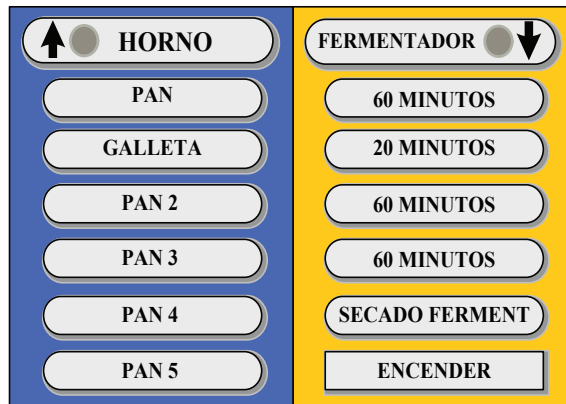 HORNO
PAN
GALLETA
PAN 2
PAN 3
PAN 4
PAN 5
FERMENTADOR
60 MINUTOS
20 MINUTOS
60 MINUTOS
60 MINUTOS
SECADO FERMENT
ENCENDER